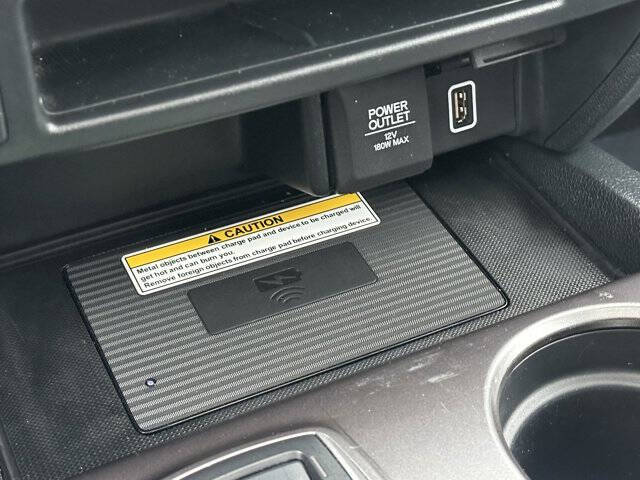 POWER
OUTLET
12V
180W MAX
CAUTION
Metal objects between charge pad and device to be charged will
get hot and can burn you.
Remove foreign objects from charge pad before charging device.